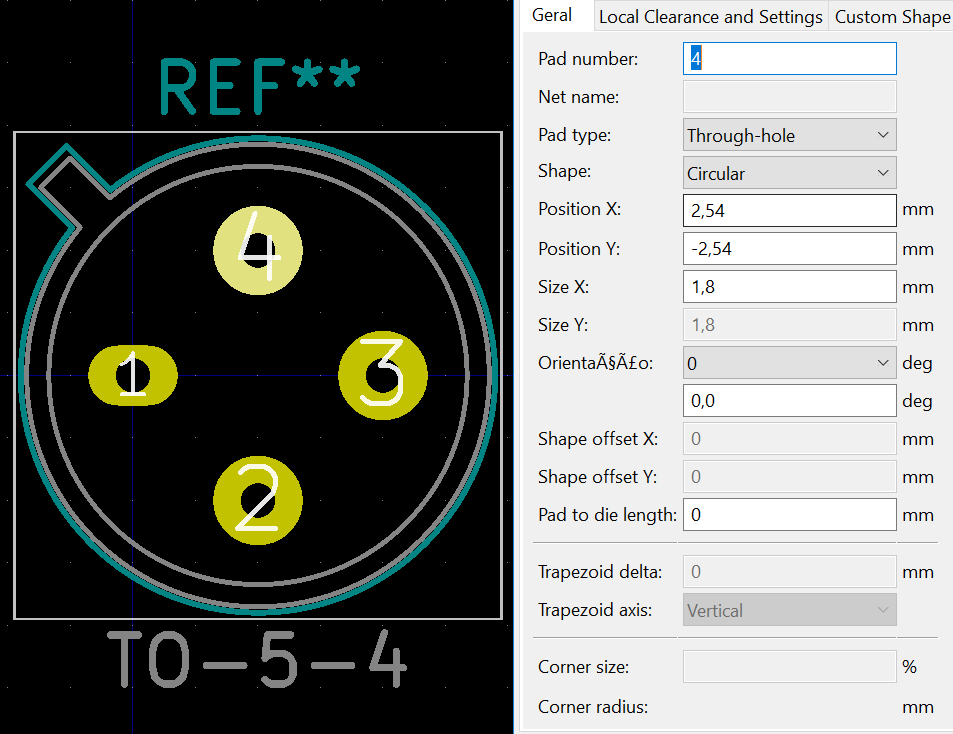 REF**
4
1
3
2
TO-5-4
Geral
Local Clearance and Settings
Custom Shape
Pad number: 4
Net name:
Pad type: Through-hole
Shape: Circular
Position X: 2,54 mm
Position Y: -2,54 mm
Size X: 1,8 mm
Size Y: 1,8 mm
OrientaÃ§Ã£o: 0 deg
0,0 deg
Shape offset X: 0 mm
Shape offset Y: 0 mm
Pad to die length: 0 mm
Trapezoid delta: 0 mm
Trapezoid axis: Vertical
Corner size: %
Corner radius: mm